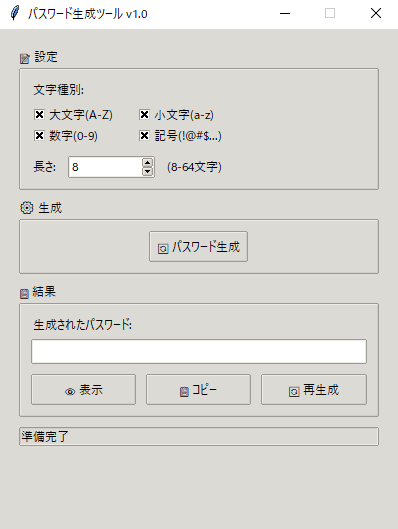 パスワード生成ツール v1.0
設定
文字種別:
大文字(A-Z) 小文字(a-z)
数字(0-9) 記号(!@#$...)
長さ: 8 (8-64文字)
生成
パスワード生成
結果
生成されたパスワード:
表示 コピー 再生成
準備完了